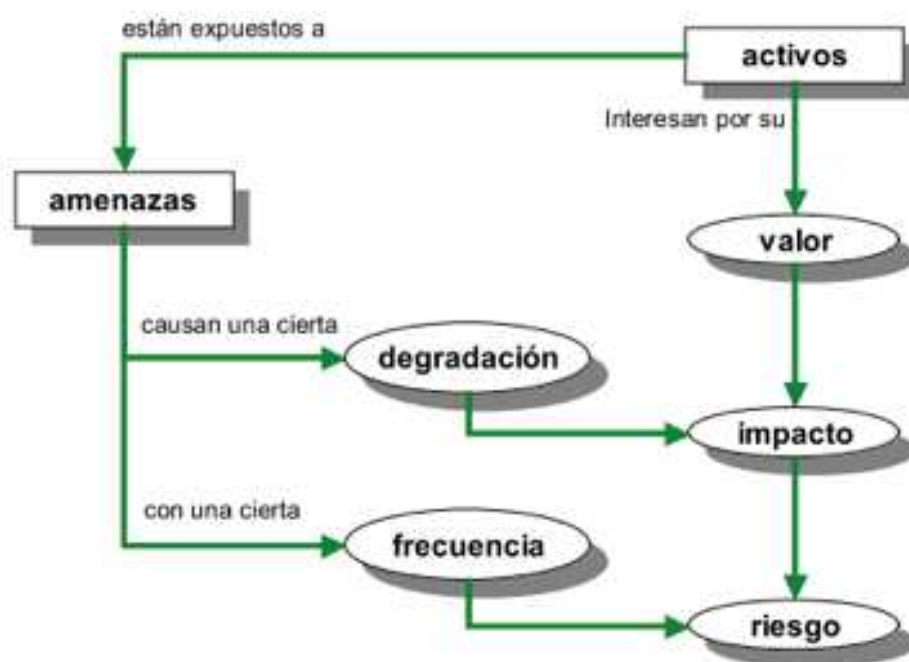 están expuestos a
activos
Interesan por su
amenazas
valor
causan una cierta
degradación
impacto
con una cierta
frecuencia
riesgo